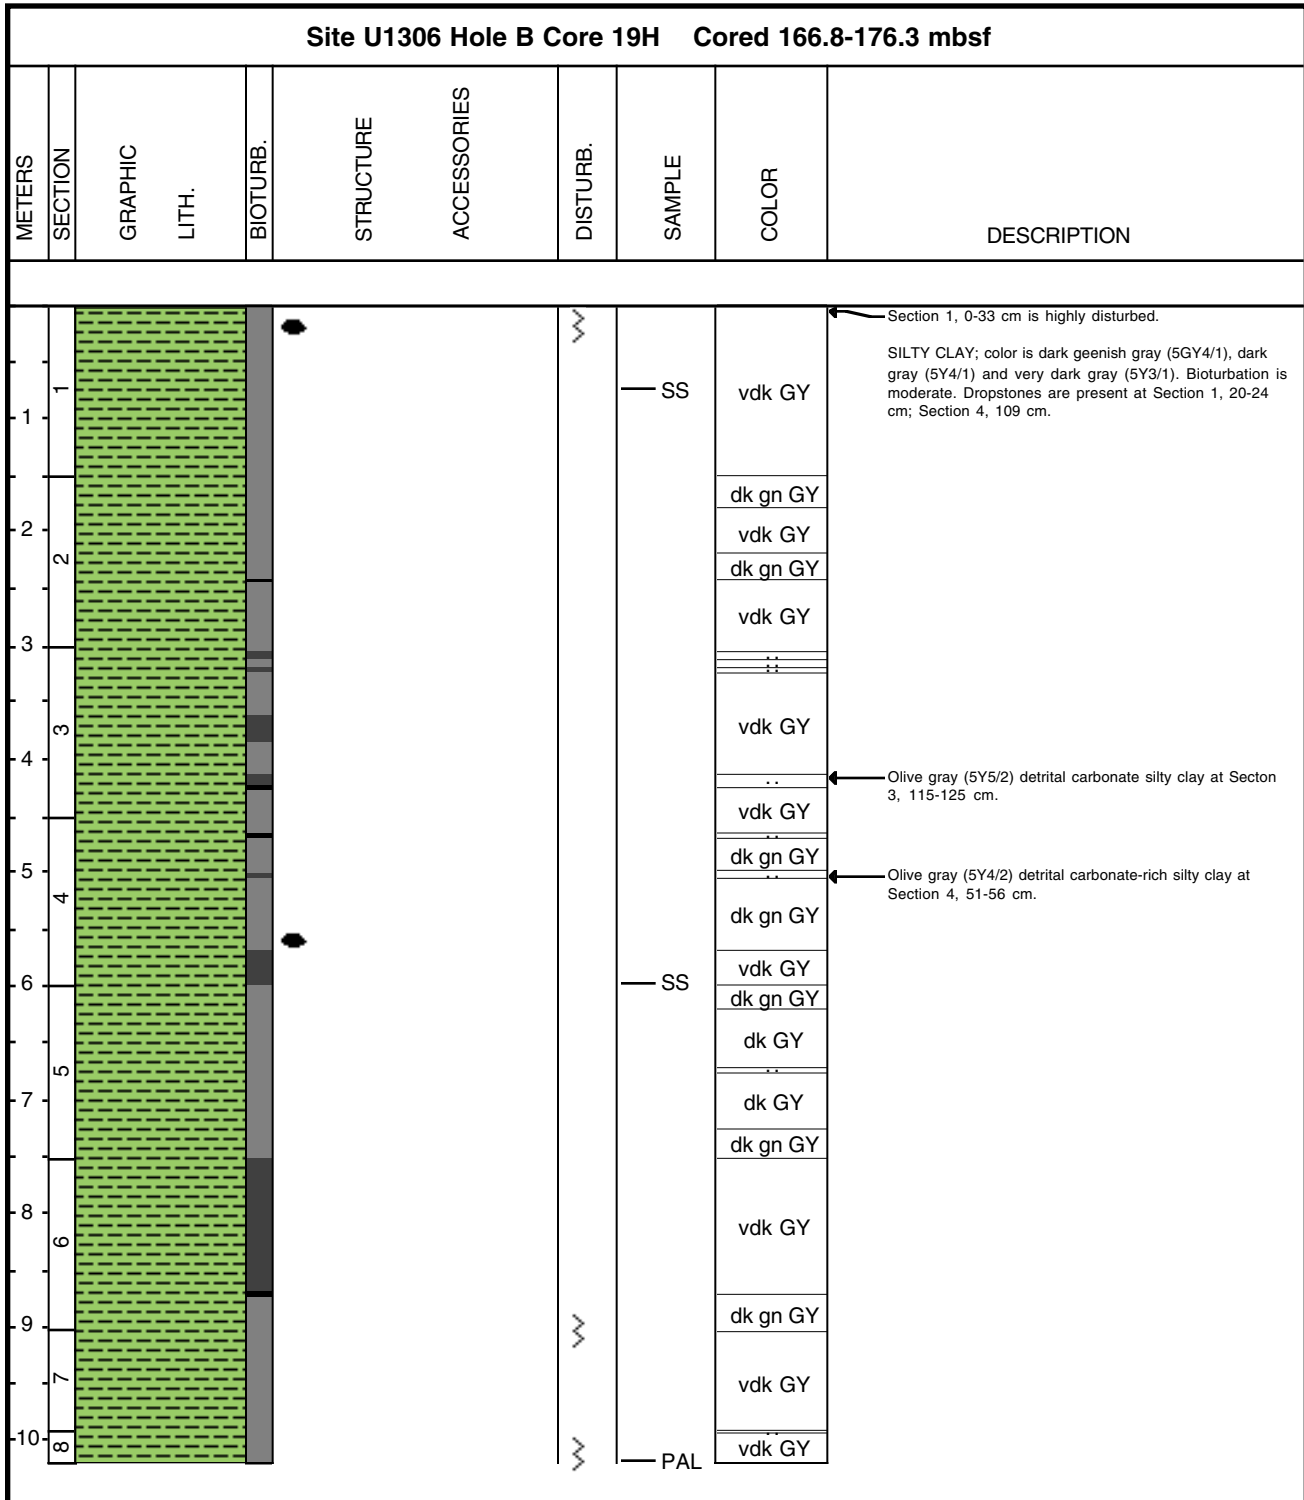 Site U1306 Hole B Core 19H Cored 166.8-176.3 mbsf
METERS
SECTION
GRAPHIC
LITH.
BIOTURB.
STRUCTURE
ACCESSORIES
DISTURB.
SAMPLE
COLOR
DESCRIPTION
1
2
3
4
5
6
7
8
9
10
1
2
3
4
5
6
7
8
SS
SS
PAL
vdk GY
dk gn GY
vdk GY
dk gn GY
vdk GY
. .
. .
vdk GY
. .
vdk GY
. .
dk gn GY
. .
dk gn GY
vdk GY
dk gn GY
dk GY
. .
dk GY
dk gn GY
vdk GY
dk gn GY
vdk GY
. .
vdk GY
Section 1, 0-33 cm is highly disturbed.
SILTY CLAY; color is dark geenish gray (5GY4/1), dark
gray (5Y4/1) and very dark gray (5Y3/1). Bioturbation is
moderate. Dropstones are present at Section 1, 20-24
cm; Section 4, 109 cm.
Olive gray (5Y5/2) detrital carbonate silty clay at Secton
3, 115-125 cm.
Olive gray (5Y4/2) detrital carbonate-rich silty clay at
Section 4, 51-56 cm.